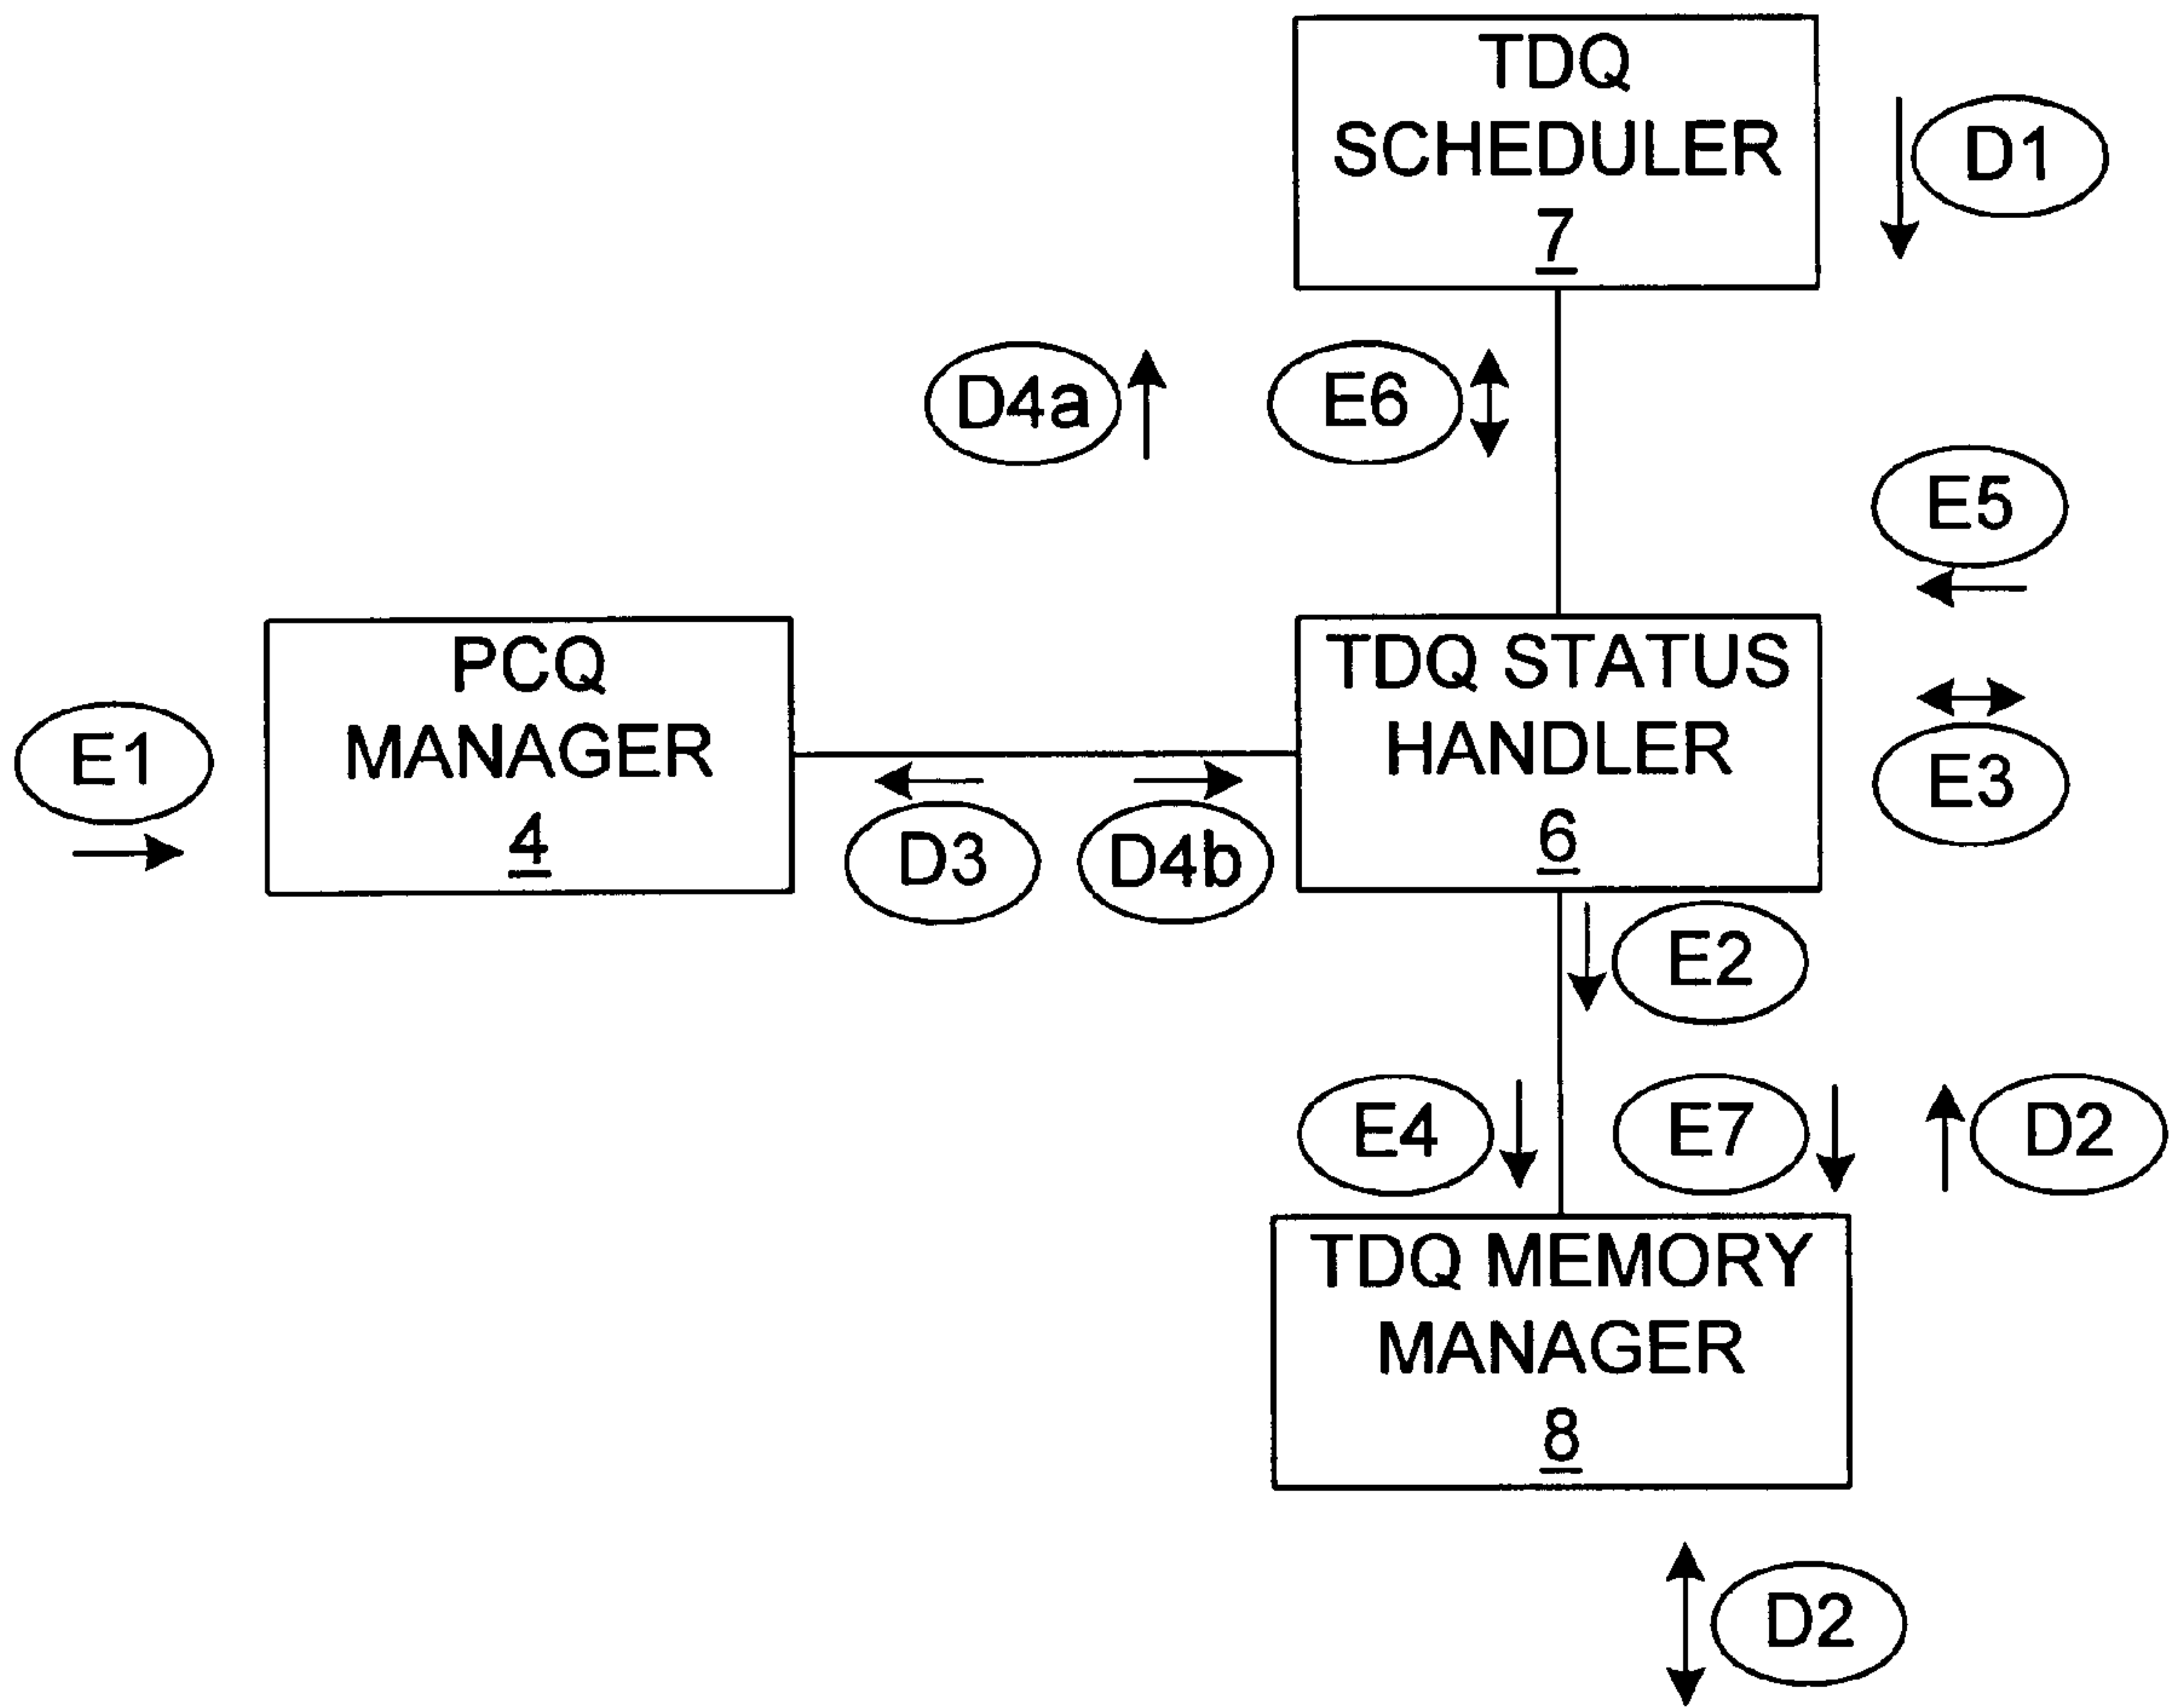 TDQ
SCHEDULER
7
D1
D4a
E6
E5
PCQ
MANAGER
4
E1
D3
D4b
TDQ STATUS
HANDLER
6
E3
E2
E4
E7
D2
TDQ MEMORY
MANAGER
8
D2